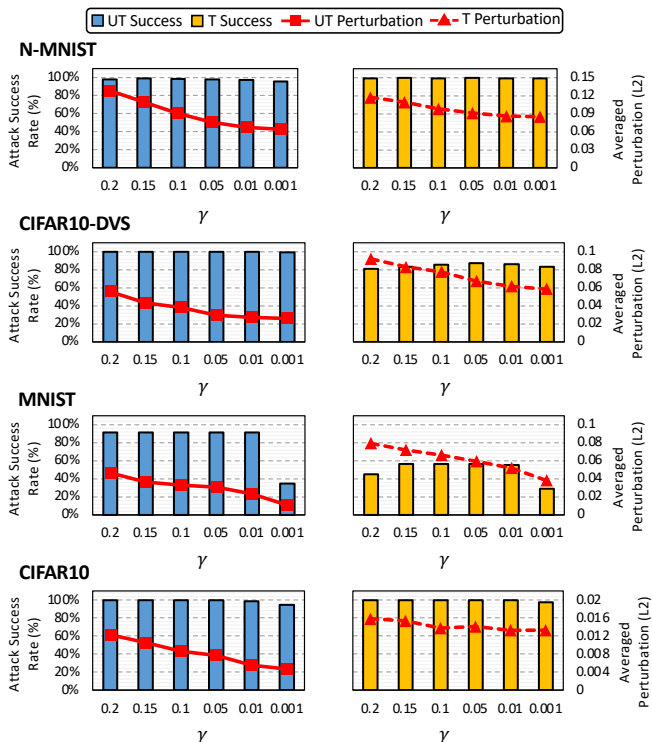 UT Success T Success UT Perturbation T Perturbation
N-MNIST
Attack Success Rate (%)
100%
80%
60%
40%
20%
0%
0.2 0.15 0.1 0.05 0.01 0.001
γ
0.15
0.12
0.09
0.06
0.03
0
Averaged Perturbation (L2)
0.2 0.15 0.1 0.05 0.01 0.001
γ
CIFAR10-DVS
Attack Success Rate (%)
100%
80%
60%
40%
20%
0%
0.2 0.15 0.1 0.05 0.01 0.001
γ
0.1
0.08
0.06
0.04
0.02
0
Averaged Perturbation (L2)
0.2 0.15 0.1 0.05 0.01 0.001
γ
MNIST
Attack Success Rate (%)
100%
80%
60%
40%
20%
0%
0.2 0.15 0.1 0.05 0.01 0.001
γ
0.1
0.08
0.06
0.04
0.02
0
Averaged Perturbation (L2)
0.2 0.15 0.1 0.05 0.01 0.001
γ
CIFAR10
Attack Success Rate (%)
100%
80%
60%
40%
20%
0%
0.2 0.15 0.1 0.05 0.01 0.001
γ
0.02
0.016
0.012
0.008
0.004
0
Averaged Perturbation (L2)
0.2 0.15 0.1 0.05 0.01 0.001
γ